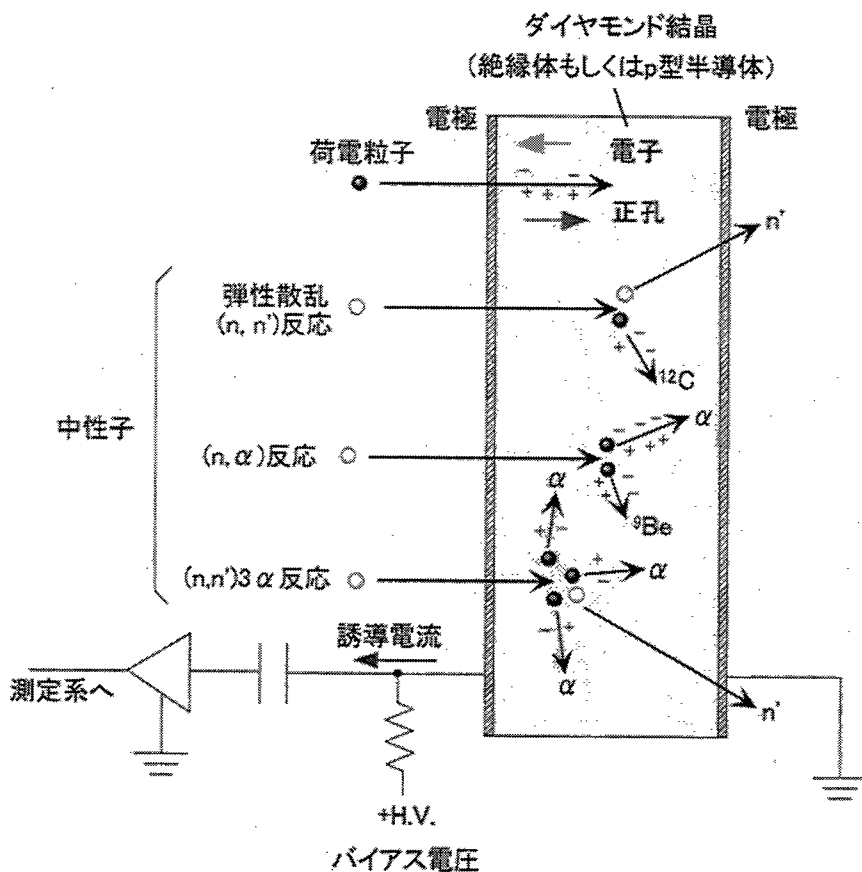 ダイヤモンド結晶
(絶縁体もしくはp型半導体)
電極
電極
荷電粒子
電子
正孔
n'
弾性散乱
(n, n')反応
¹²C
中性子
(n, α)反応
α
⁹Be
α
(n,n')3α反応
α
α
n'
誘導電流
測定系へ
+H.V.
バイアス電圧